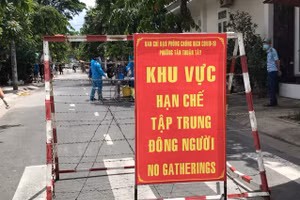 BAN CHỈ ĐẠO PHÒNG CHỐNG DỊCH COVID-19
PHƯỜNG TÂN THUẬN TÂY
KHU VỰC
HẠN CHẾ
TẬP TRUNG
ĐÔNG NGƯỜI
NO GATHERINGS